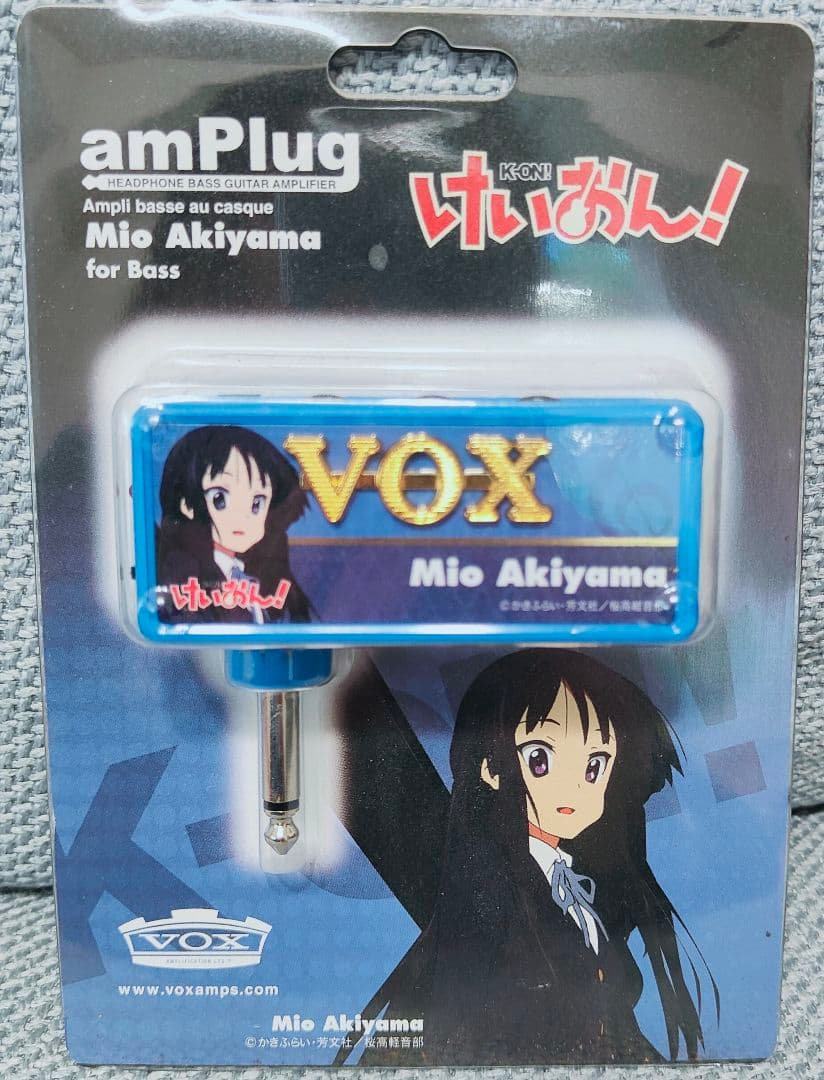 amPlug
HEADPHONE BASS GUITAR AMPLIFIER
Ampli basse au casque
Mio Akiyama
for Bass
K-ON!
けいおん!
VOX
Mio Akiyama
けいおん!
©かきふらい・芳文社／桜高軽音部
K-ON!
VOX
AMPLIFICATION LTD.
www.voxamps.com
Mio Akiyama
©かきふらい・芳文社／桜高軽音部